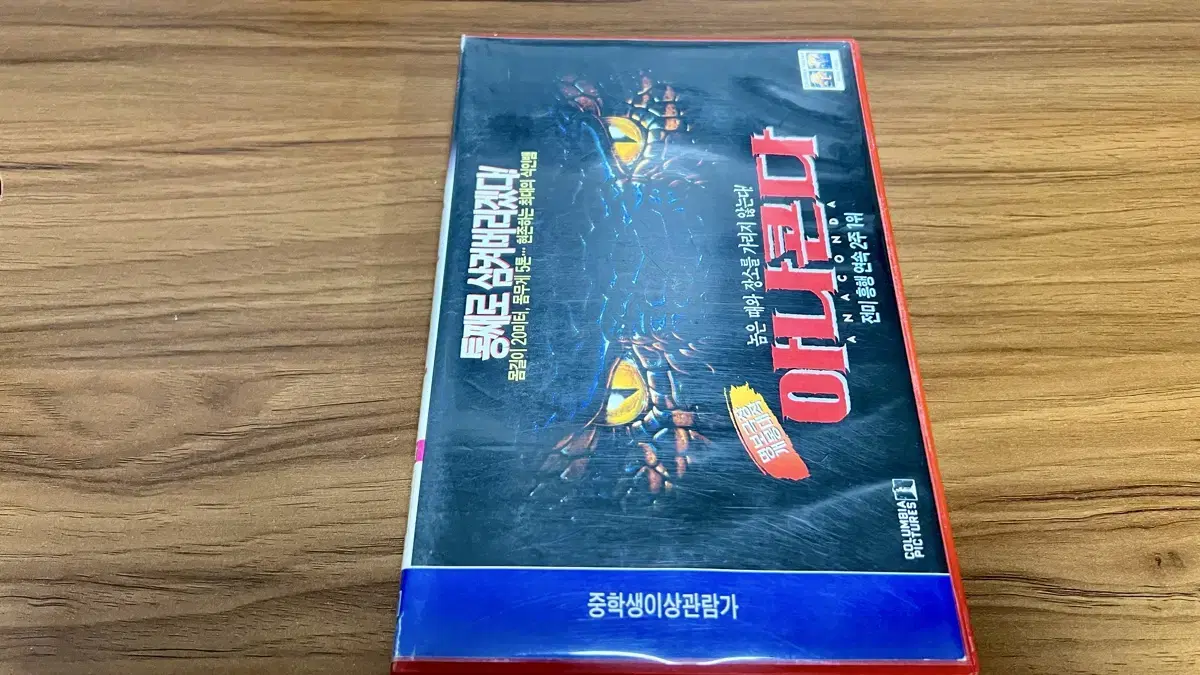 통째로 삼켜버리겠다!
몸길이 20미터, 몸무게 5톤… 현존하는 최대의 식인뱀
놈은 때와 장소를 가리지 않는다!
아나콘다
ANACONDA
전미 흥행 연속 2주 1위
COLUMBIA
PICTURES
중학생이상관람가